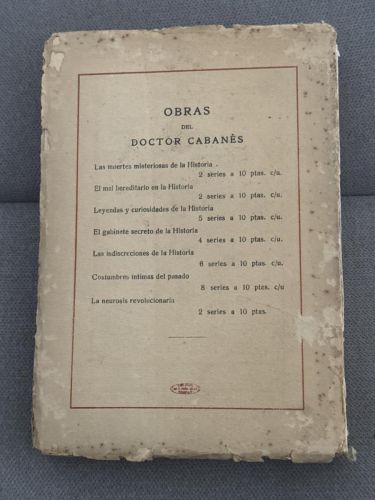 OBRAS
DEL
DOCTOR CABANÈS
Las muertes misteriosas de la Historia.
2 series a 10 ptas. c/u.
El mal hereditario en la Historia
2 series a 10 ptas. c/u.
Leyendas y curiosidades de la Historia
5 series a 10 ptas. c/u.
El gabinete secreto de la Historia
4 series a 10 ptas. c/u.
Las indiscreciones de la Historia
6 series a 10 ptas. c/u.
Costumbres íntimas del pasado
8 series a 10 ptas. c/u
La neurosis revolucionaria
2 series a 10 ptas.